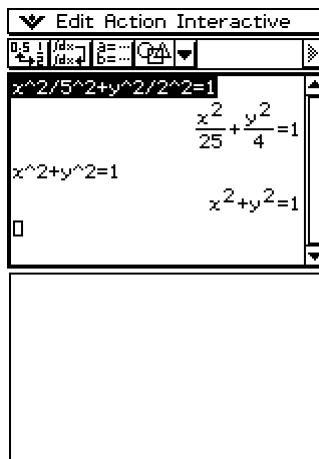 Edit Action Interactive
x^2/5^2+y^2/2^2=1
x²/25+y²/4=1
x^2+y^2=1
x²+y²=1